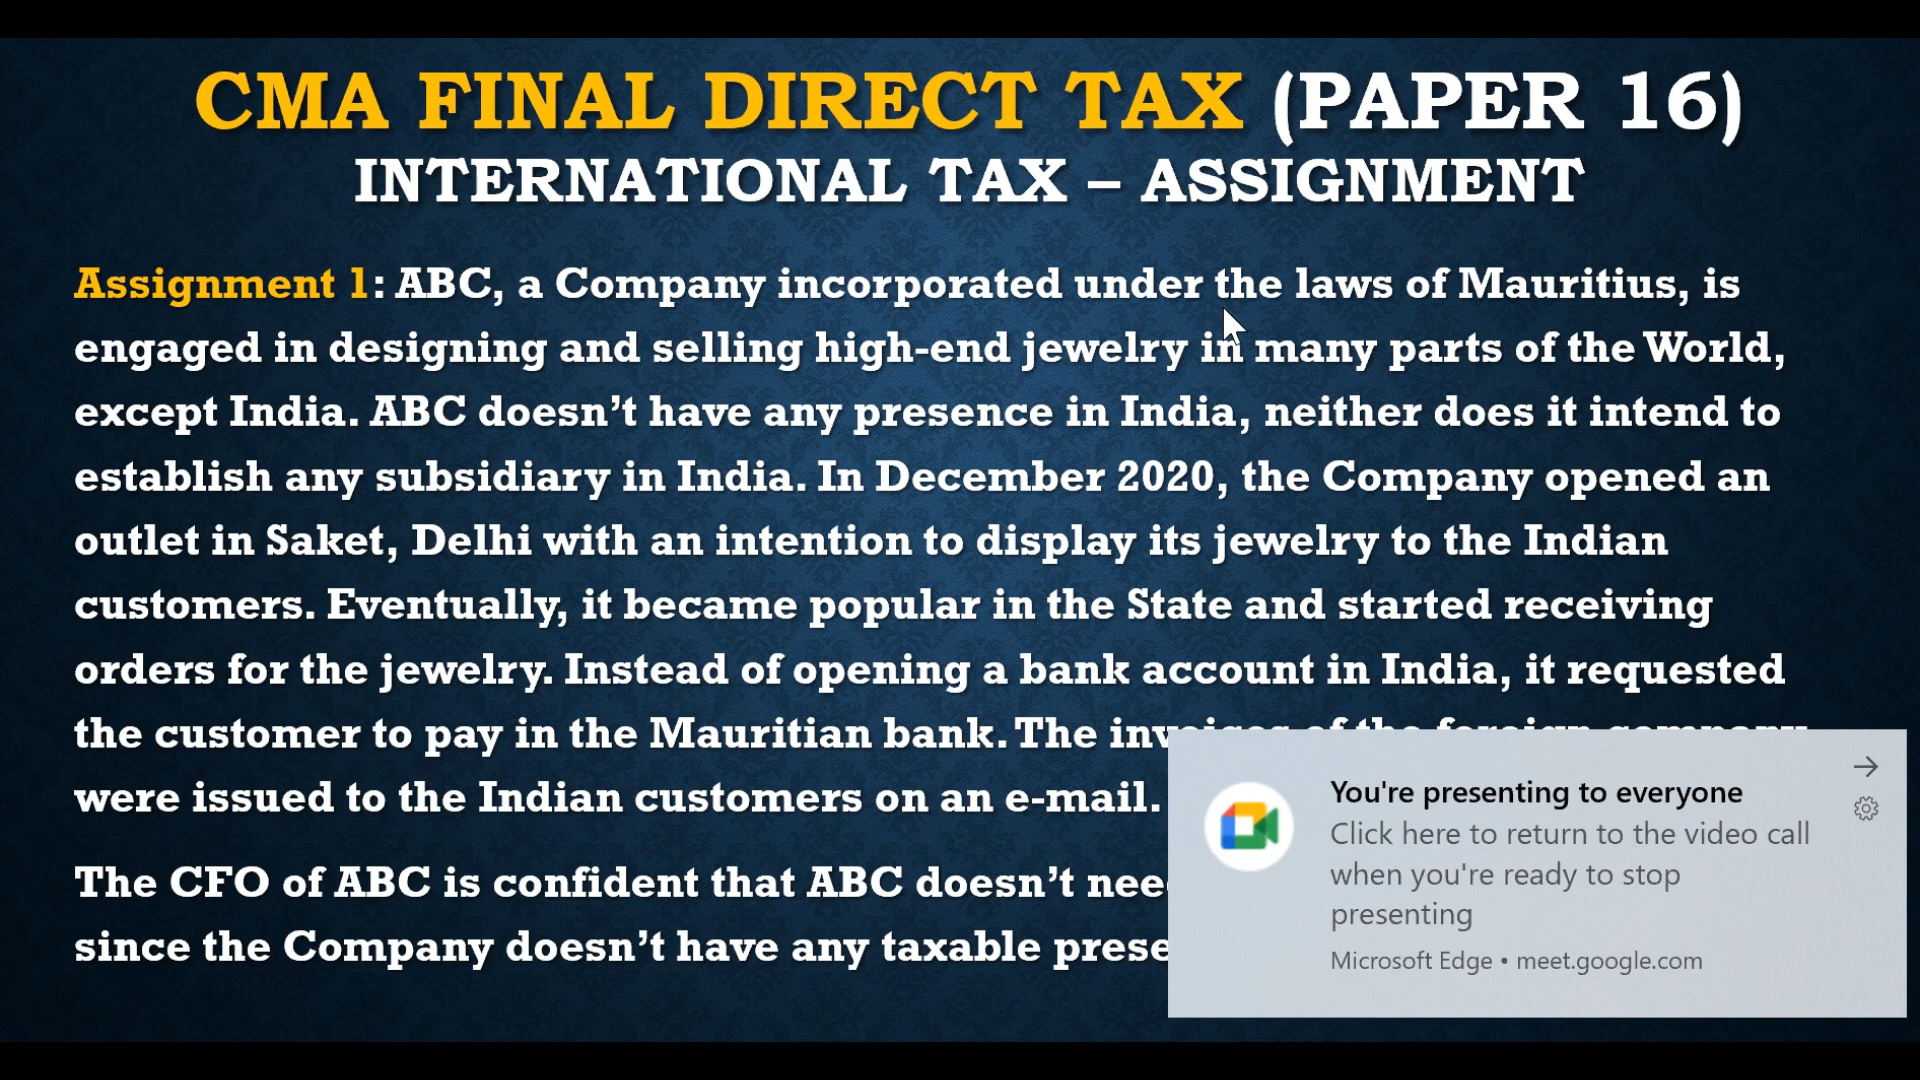 CMA FINAL DIRECT TAX (PAPER 16)
INTERNATIONAL TAX – ASSIGNMENT
Assignment 1: ABC, a Company incorporated under the laws of Mauritius, is
engaged in designing and selling high-end jewelry in many parts of the World,
except India. ABC doesn’t have any presence in India, neither does it intend to
establish any subsidiary in India. In December 2020, the Company opened an
outlet in Saket, Delhi with an intention to display its jewelry to the Indian
customers. Eventually, it became popular in the State and started receiving
orders for the jewelry. Instead of opening a bank account in India, it requested
the customer to pay in the Mauritian bank. The invoices of the foreign company
were issued to the Indian customers on an e-mail.
The CFO of ABC is confident that ABC doesn’t
since the Company doesn’t have any taxable
You're presenting to everyone
Click here to return to the video call
when you're ready to stop
presenting
Microsoft Edge • meet.google.com